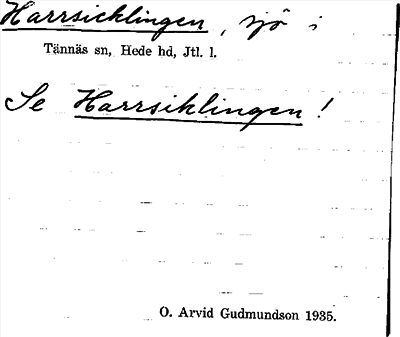 Harrsicklingen, sjö i
Tännäs sn, Hede hd, Jtl. l.
Se Harrsiklingen!
O. Arvid Gudmundson 1935.